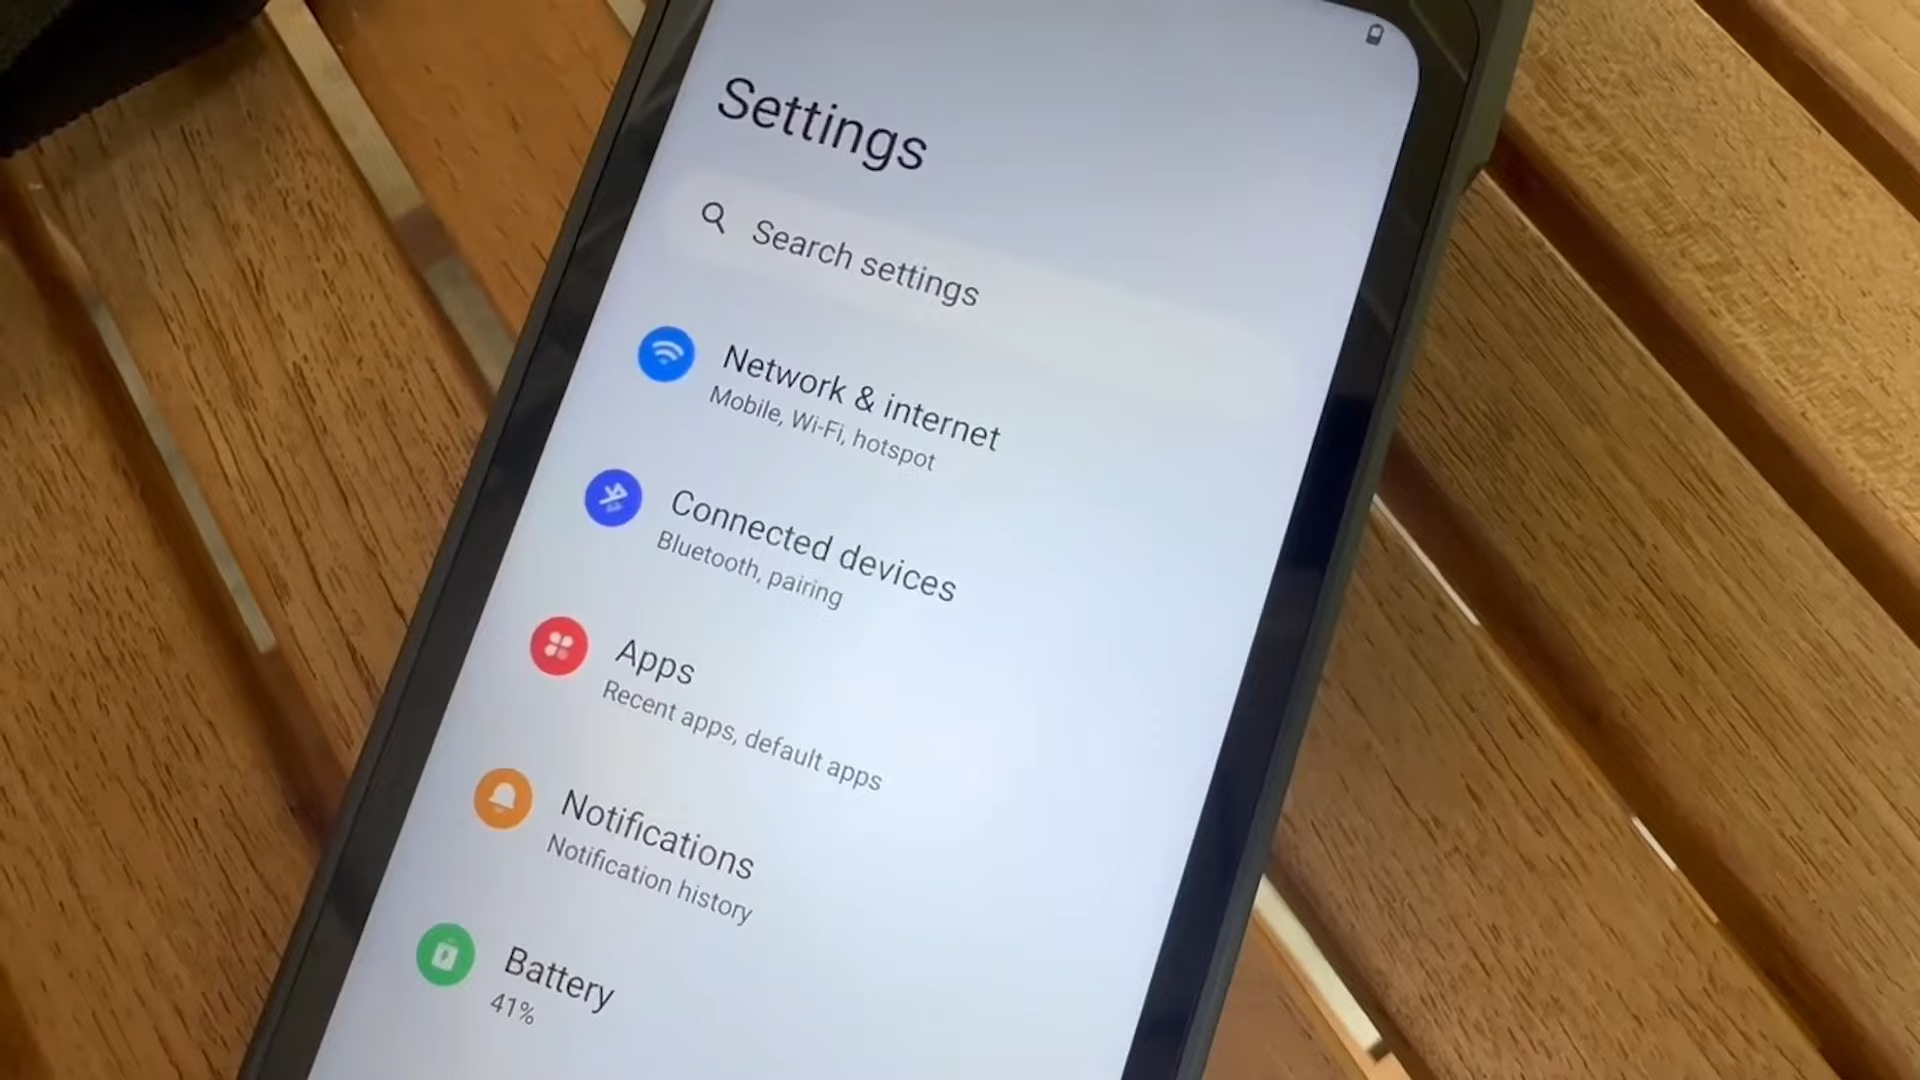 Settings
Search settings
Network & internet
Mobile, Wi-Fi, hotspot
Connected devices
Bluetooth, pairing
Apps
Recent apps, default apps
Notifications
Notification history
Battery
41%